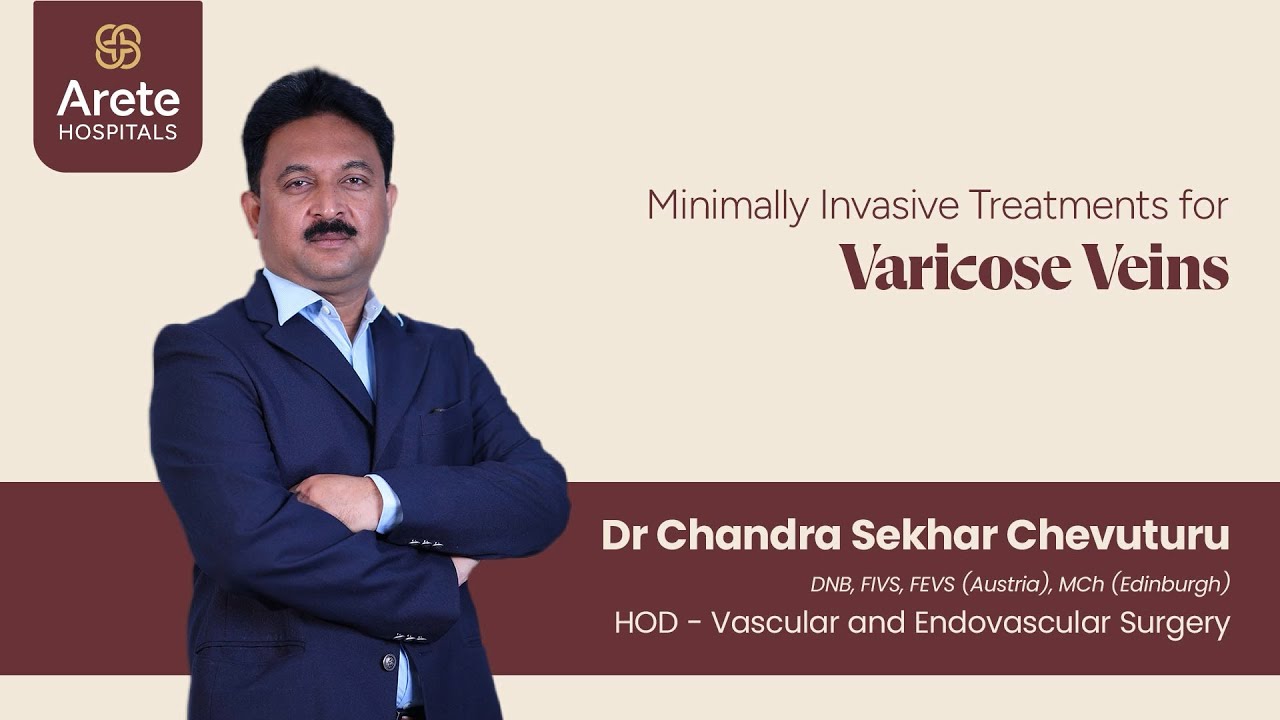 Arete
HOSPITALS
Minimally Invasive Treatments for
Varicose Veins
Dr Chandra Sekhar Chevuturu
DNB, FIVS, FEVS (Austria), MCh (Edinburgh)
HOD - Vascular and Endovascular Surgery